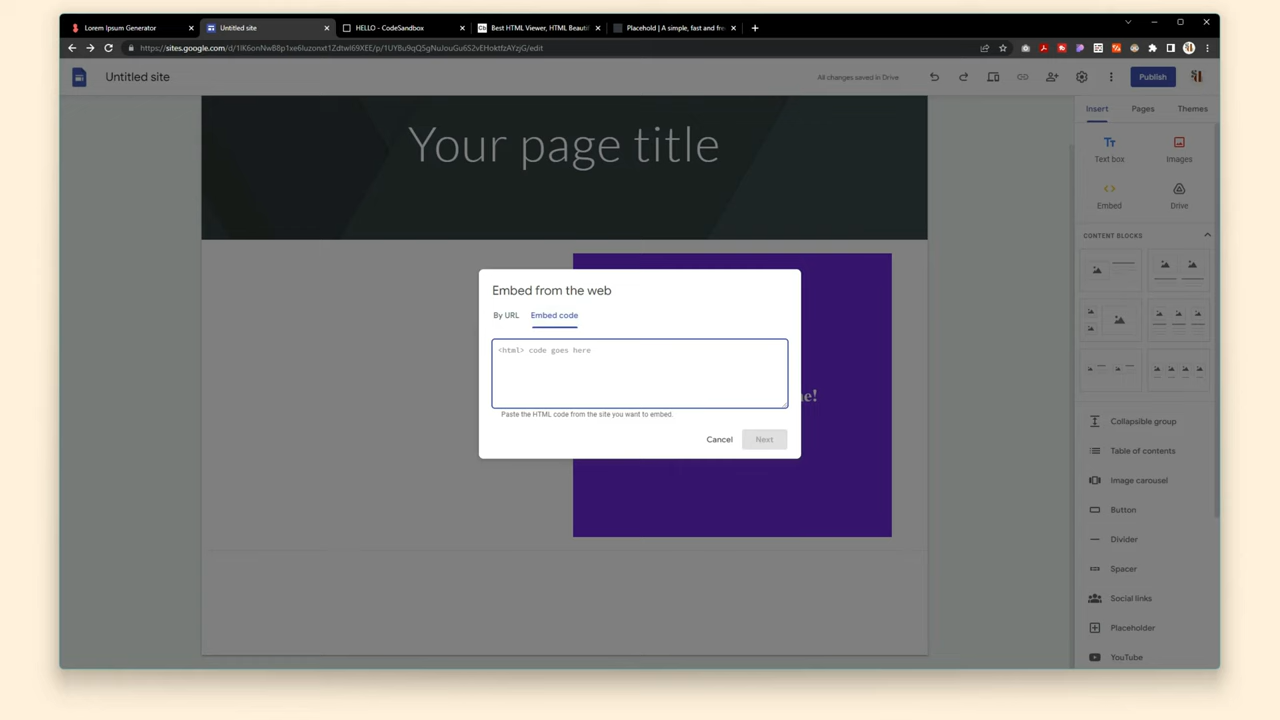 Lorem Ipsum Generator
Untitled site
HELLO - CodeSandbox
Best HTML Viewer, HTML Beauti
Placehold | A simple, fast and fre
Untitled site
All changes saved in Drive
Publish
Your page title
Insert
Pages
Themes
Text box
Images
Embed
Drive
CONTENT BLOCKS
Embed from the web
By URL
Embed code
<html> code goes here
Paste the HTML code from the site you want to embed.
Cancel
Next
ne!
Collapsible group
Table of contents
Image carousel
Button
Divider
Spacer
Social links
Placeholder
YouTube